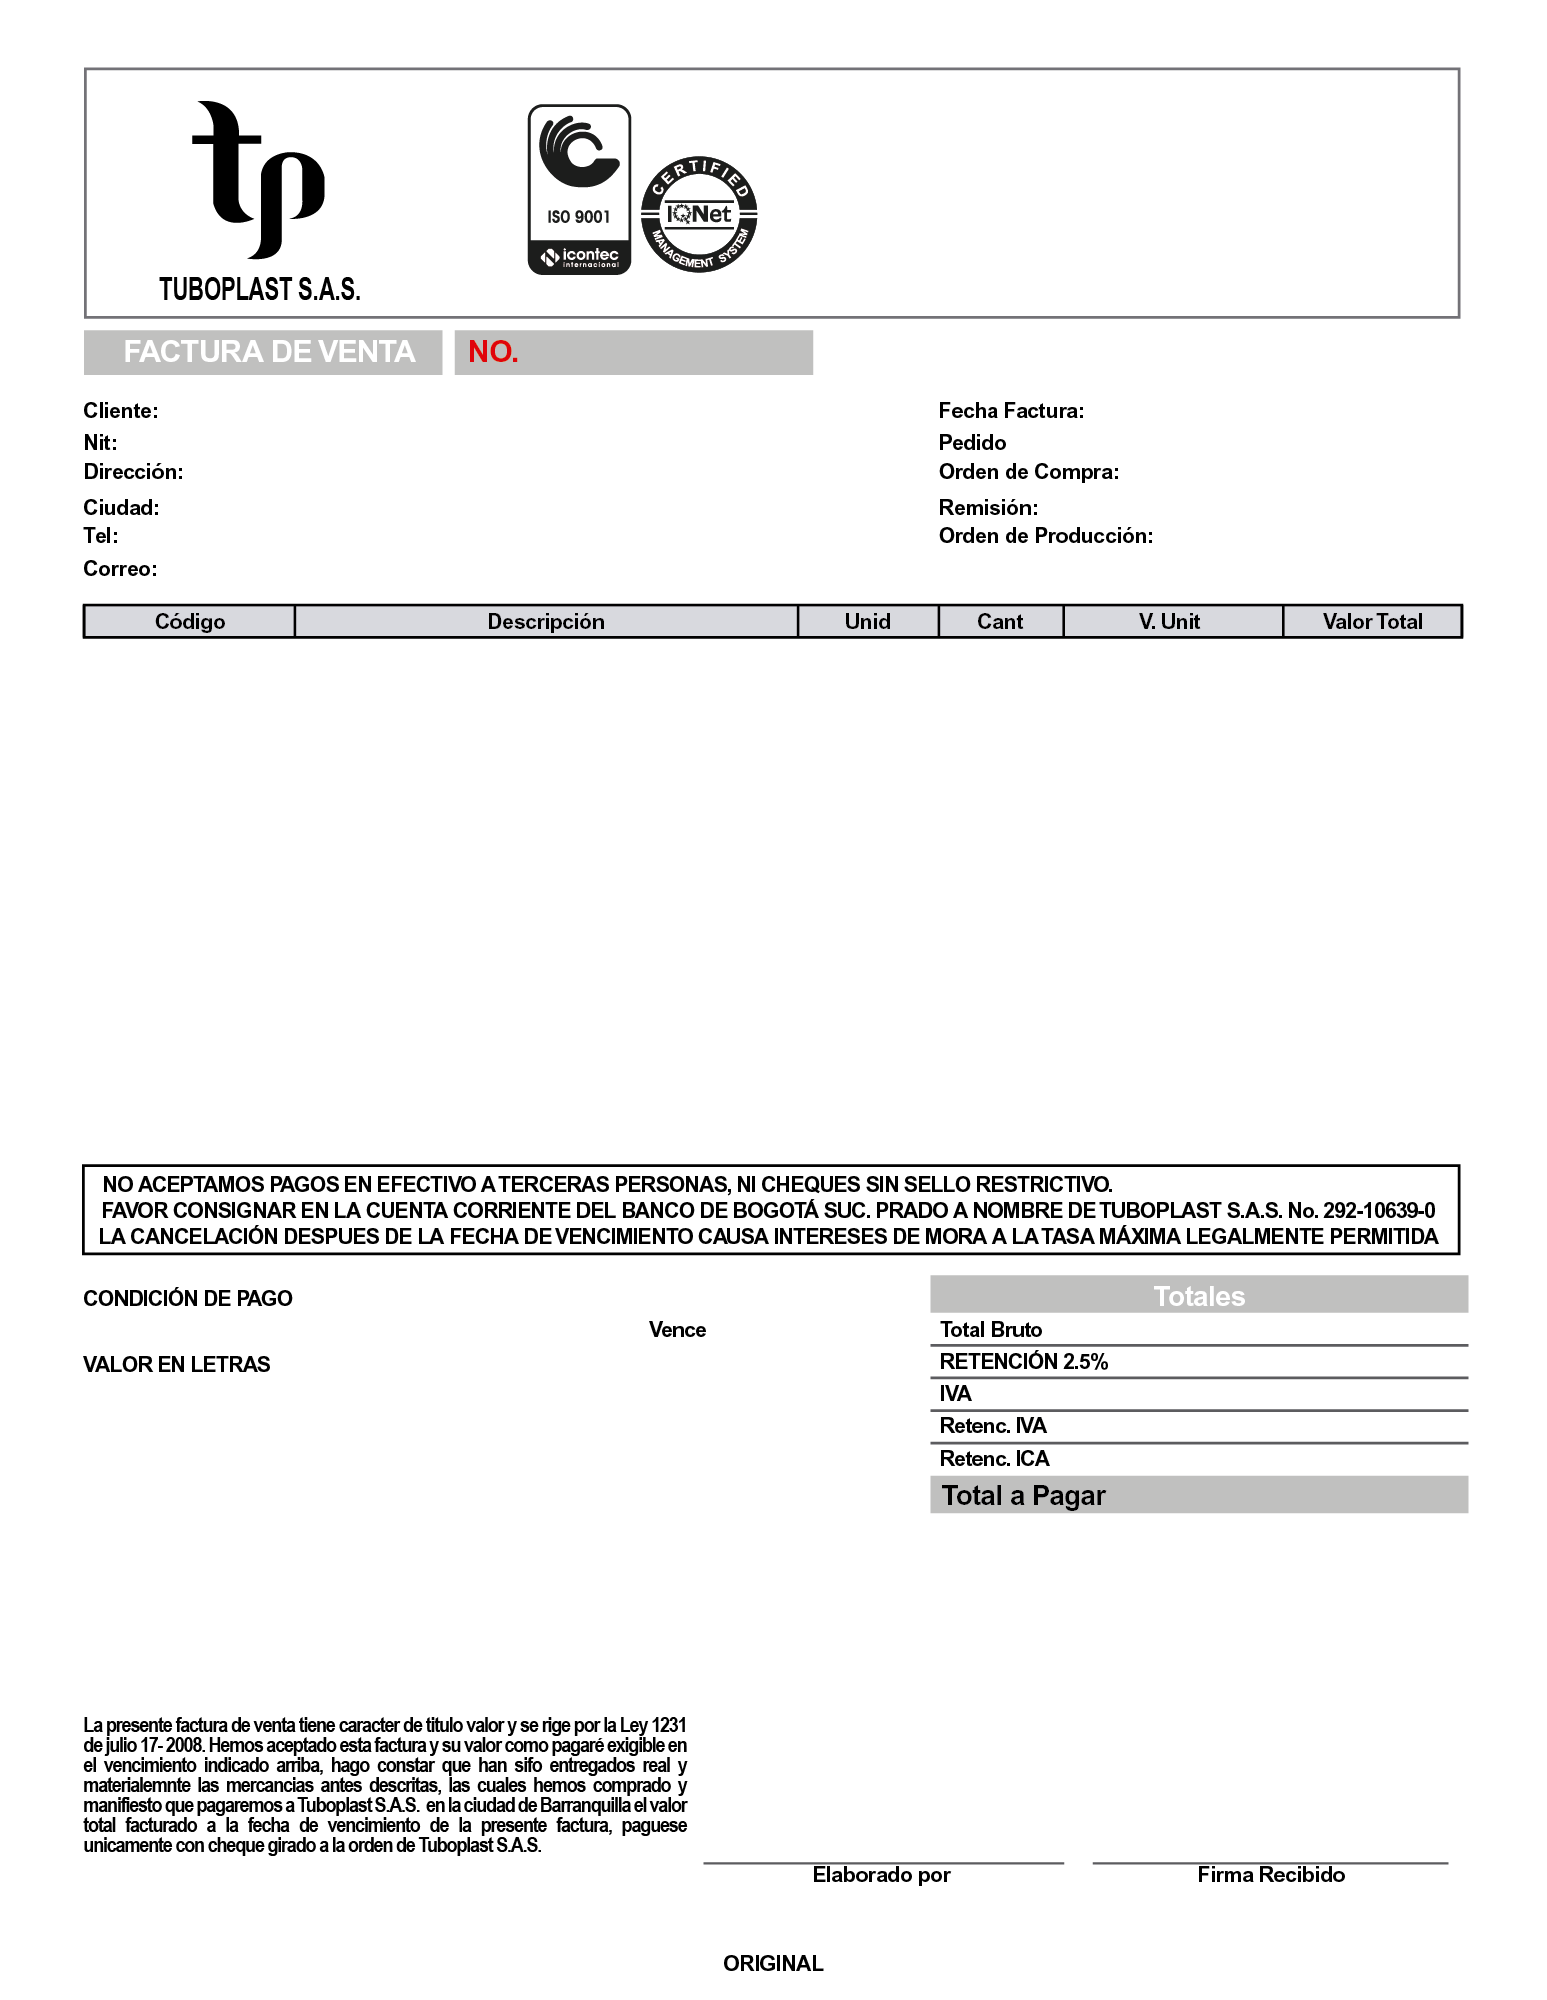 tp
TUBOPLAST S.A.S.
ISO 9001
icontec
internacional
CERTIFIED
IQNet
MANAGEMENT SYSTEM
FACTURA DE VENTA NO.
Cliente: Fecha Factura:
Nit: Pedido
Dirección: Orden de Compra:
Ciudad: Remisión:
Tel: Orden de Producción:
Correo:
Código Descripción Unid Cant V. Unit Valor Total
NO ACEPTAMOS PAGOS EN EFECTIVO A TERCERAS PERSONAS, NI CHEQUES SIN SELLO RESTRICTIVO.
FAVOR CONSIGNAR EN LA CUENTA CORRIENTE DEL BANCO DE BOGOTÁ SUC. PRADO A NOMBRE DE TUBOPLAST S.A.S. No. 292-10639-0
LA CANCELACIÓN DESPUES DE LA FECHA DE VENCIMIENTO CAUSA INTERESES DE MORA A LA TASA MÁXIMA LEGALMENTE PERMITIDA
CONDICIÓN DE PAGO
Vence
VALOR EN LETRAS
Totales
Total Bruto
RETENCIÓN 2.5%
IVA
Retenc. IVA
Retenc. ICA
Total a Pagar
La presente factura de venta tiene caracter de titulo valor y se rige por la Ley 1231
de julio 17- 2008. Hemos aceptado esta factura y su valor como pagaré exigible en
el vencimiento indicado arriba, hago constar que han sifo entregados real y
materialemnte las mercancias antes descritas, las cuales hemos comprado y
manifiesto que pagaremos a Tuboplast S.A.S. en la ciudad de Barranquilla el valor
total facturado a la fecha de vencimiento de la presente factura, paguese
unicamente con cheque girado a la orden de Tuboplast S.A.S.
Elaborado por Firma Recibido
ORIGINAL